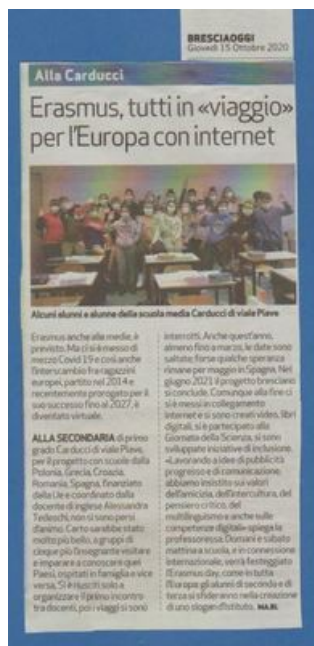 BRESCIAOGGI
Giovedì 15 Ottobre 2020
Alla Carducci
Erasmus, tutti in «viaggio»
per l'Europa con internet
Alcuni alunni e alunne della scuola media Carducci di viale Piave
Erasmus anche alle medie, è
previsto. Ma ci si è messo di
mezzo Covid 19 e così anche
l'interscambio fra ragazzi
europei, partito nel 2014 e
recentemente prorogato per il
suo successo fino al 2027, è
diventato virtuale.
ALLA SECONDARIA di primo
grado Carducci di viale Piave,
per il progetto con scuole dalla
Polonia, Grecia, Croazia,
Romania, Spagna, finanziato
dalla Ue e coordinato dalla
docente di inglese Alessandra
Tedeschi, non si sono persi
d'animo. Certo sarebbe stato
molto più bello, a gruppi di
cinque più l'insegnante visitare
e imparare a conoscere quei
Paesi, ospitati in famiglia e vice
versa. Si è riusciti solo a
organizzare il primo incontro
tra docenti, poi i viaggi si sono
interrotti. Anche quest'anno,
almeno fino a marzo, le date sono
saltate, forse qualche speranza
rimane per maggio in Spagna. Nel
giugno 2021 il progetto bresciano
si conclude. Comunque alla fine ci
si è messi in collegamento
internet e si sono creati video, libri
digitali, si è partecipato alla
Giornata della Scienza, si sono
sviluppate iniziative di inclusione.
«Lavorando a idee di pubblicità
progresso e di comunicazione,
abbiamo insistito sui valori
dell'amicizia, dell'intercultura, del
pensiero critico, del
multilinguismo e anche sulle
competenze digitali» spiega la
professoressa. Domani e sabato
mattina a scuola, e in connessione
internazionale, verrà festeggiato
l'Erasmus day, come in tutta
l'Europa: gli alunni di seconda e di
terza si sfideranno nella creazione
di uno slogan d'istituto. MA.BI.